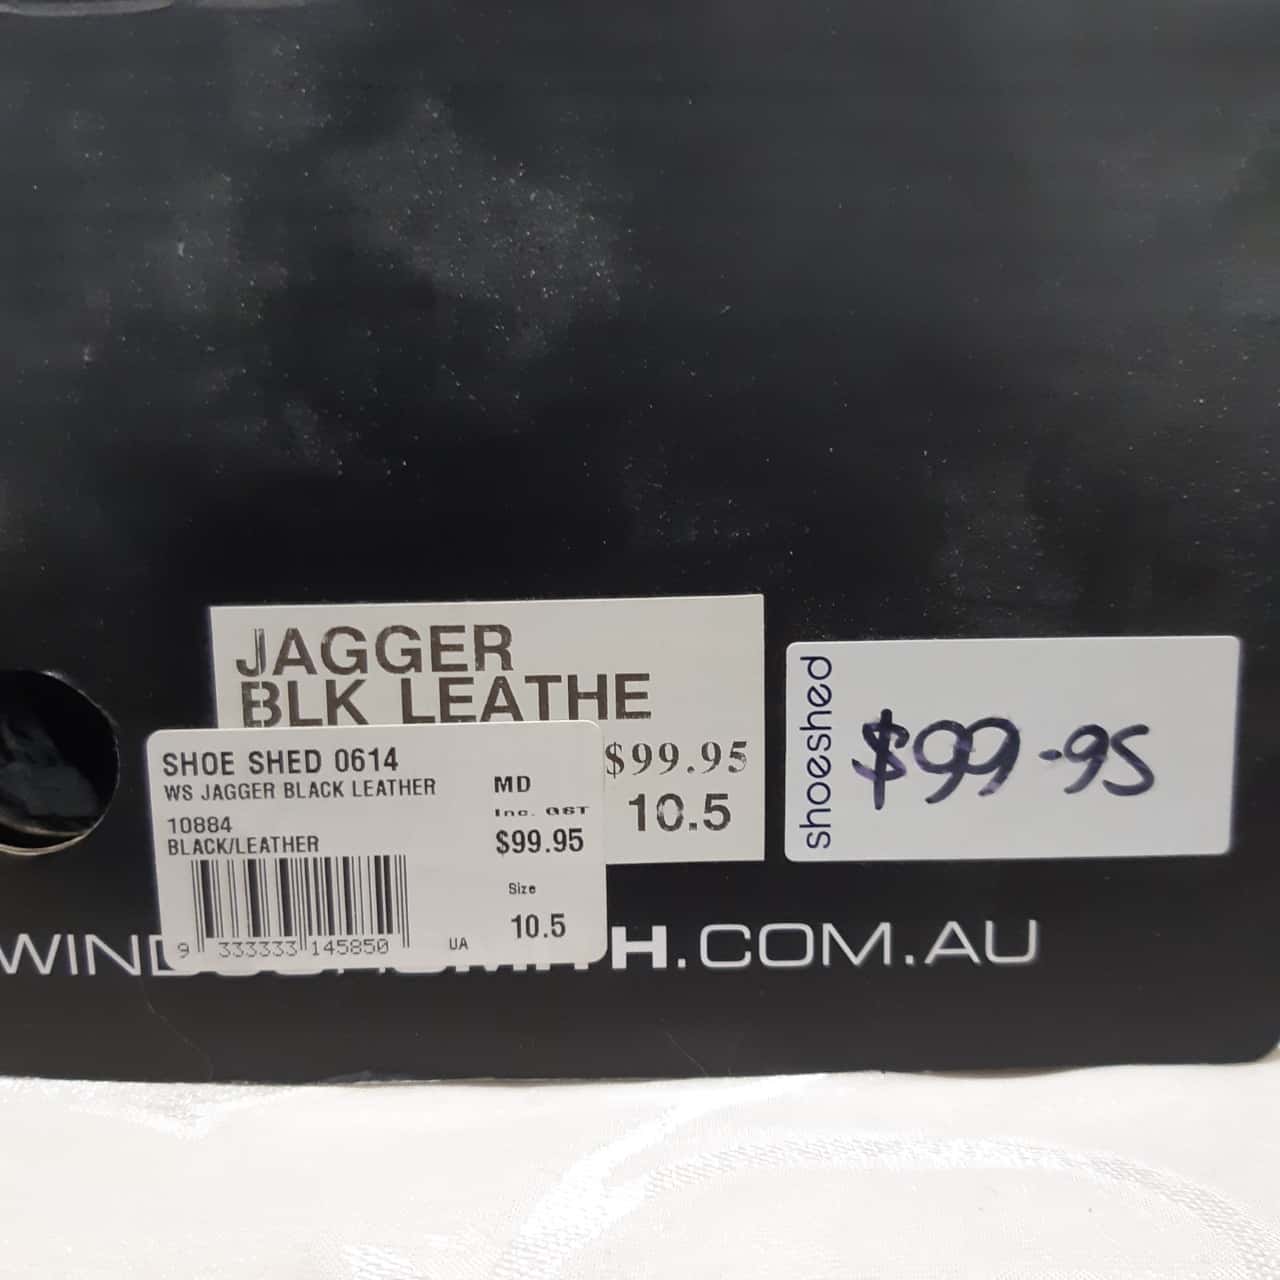 JAGGER
BLK LEATHE
$99.95
10.5
SHOE SHED 0614
WS JAGGER BLACK LEATHER
MD
10884
Inc. GST
BLACK/LEATHER
$99.95
Size
10.5
9 333333 145850
UA
shoeshed
$99-95
H.COM.AU